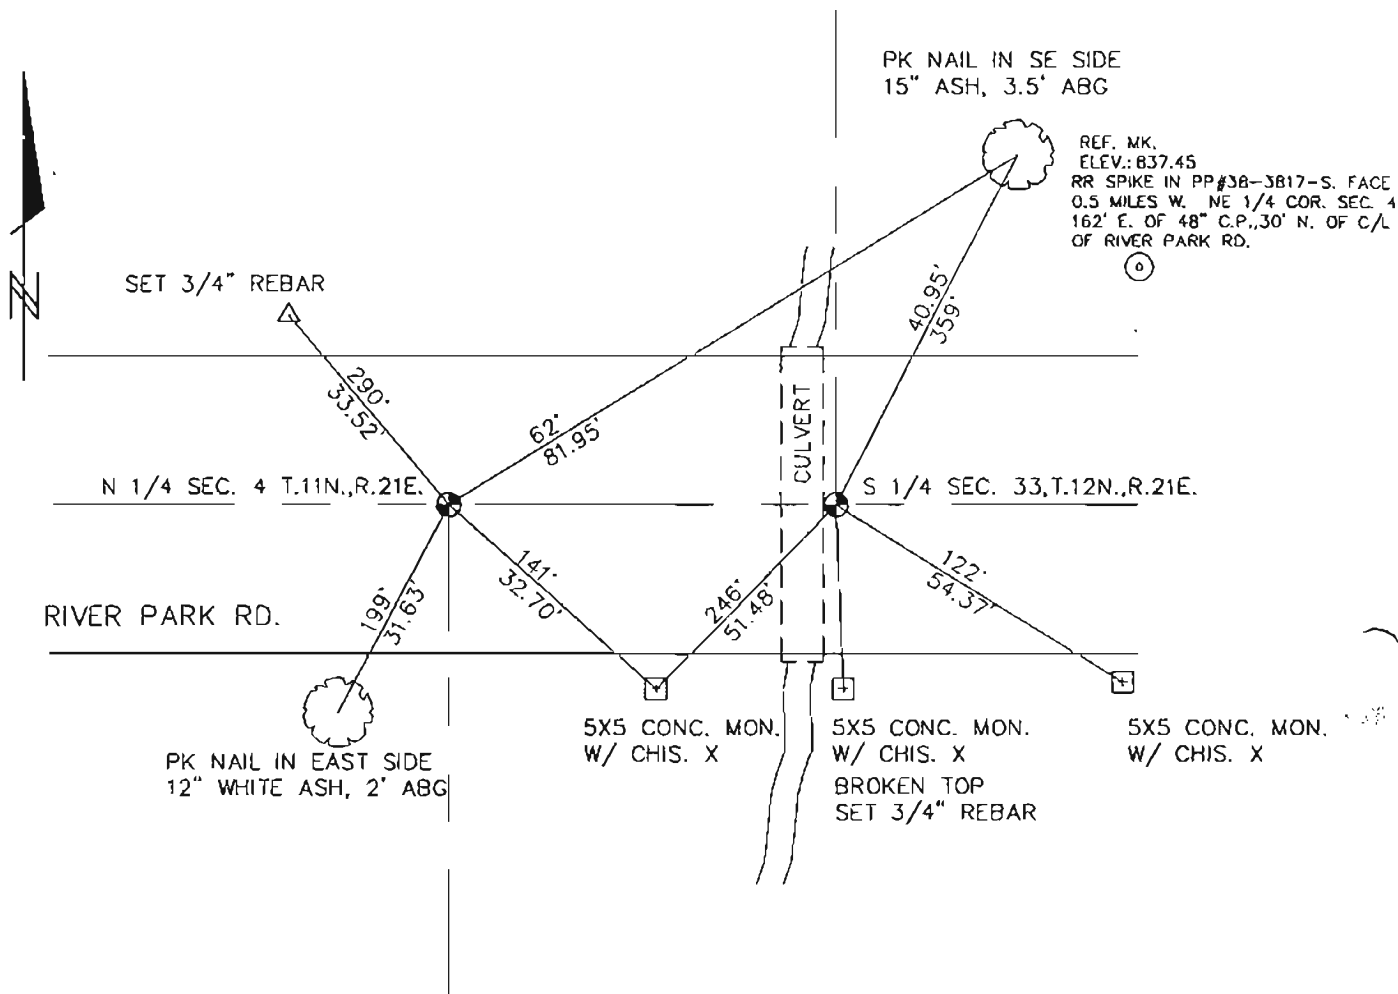 PK NAIL IN SE SIDE
15" ASH, 3.5' ABG
REF. MK.
ELEV.: 837.45
RR SPIKE IN PP#38-3817-S. FACE
0.5 MILES W. NE 1/4 COR. SEC. 4
162' E. OF 48" C.P.,30' N. OF C/L
OF RIVER PARK RD.
N
SET 3/4" REBAR
290°
33.52'
62°
81.95'
40.95'
359°
CULVERT
N 1/4 SEC. 4 T.11N.,R.21E.
S 1/4 SEC. 33,T.12N.,R.21E.
199°
31.63'
141°
32.70'
246°
51.48'
122°
54.37'
RIVER PARK RD.
PK NAIL IN EAST SIDE
12" WHITE ASH, 2' ABG
5X5 CONC. MON.
W/ CHIS. X
5X5 CONC. MON.
W/ CHIS. X
BROKEN TOP
SET 3/4" REBAR
5X5 CONC. MON.
W/ CHIS. X